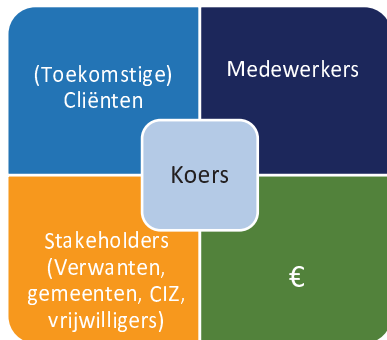 (Toekomstige)
Cliënten
Medewerkers
Koers
Stakeholders
(Verwanten,
gemeenten, CIZ,
vrijwilligers)
€